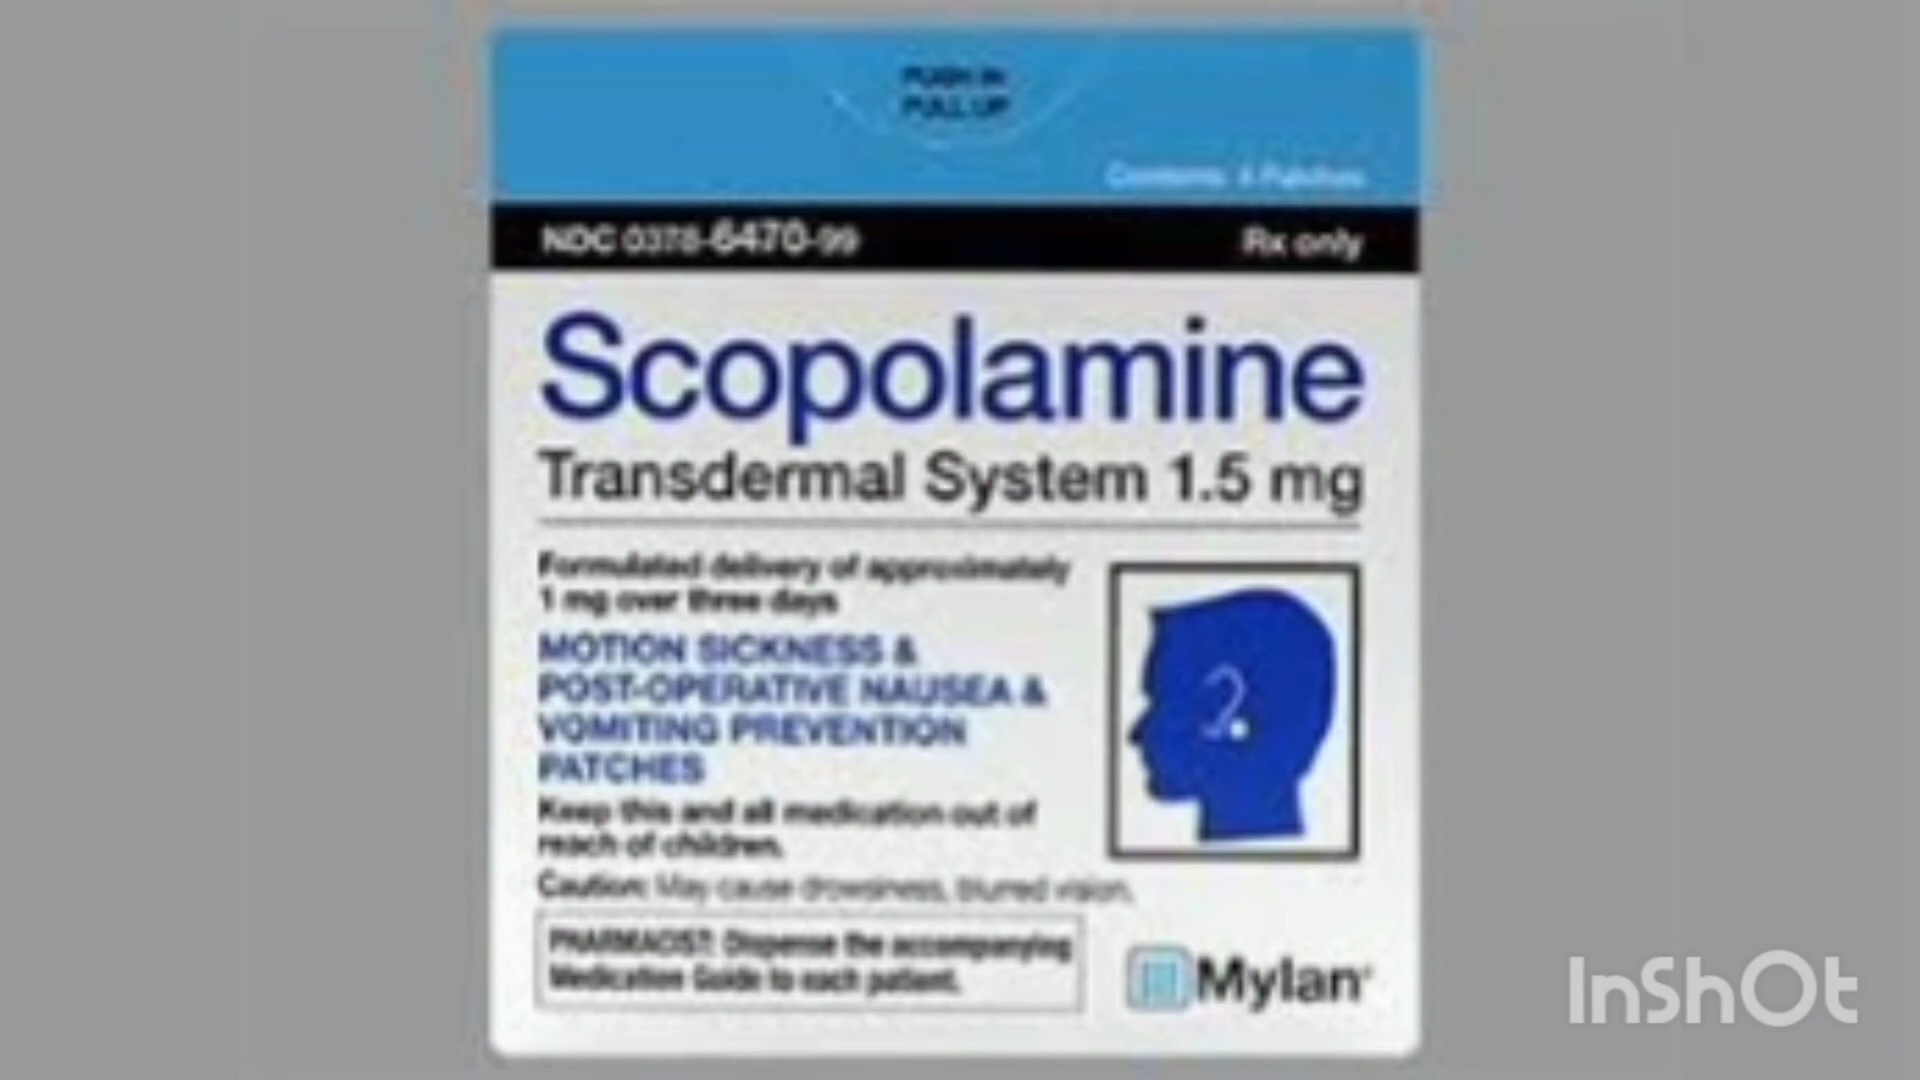 PUSH IN
PULL UP
Contents: 4 Patches
NDC 0378-6470-99
Rx only
Scopolamine
Transdermal System 1.5 mg
Formulated delivery of approximately
1 mg over three days
MOTION SICKNESS &
POST-OPERATIVE NAUSEA &
VOMITING PREVENTION
PATCHES
Keep this and all medication out of
reach of children.
Caution: May cause drowsiness, blurred vision.
PHARMACIST: Dispense the accompanying
Medication Guide to each patient.
Mylan
InShOt